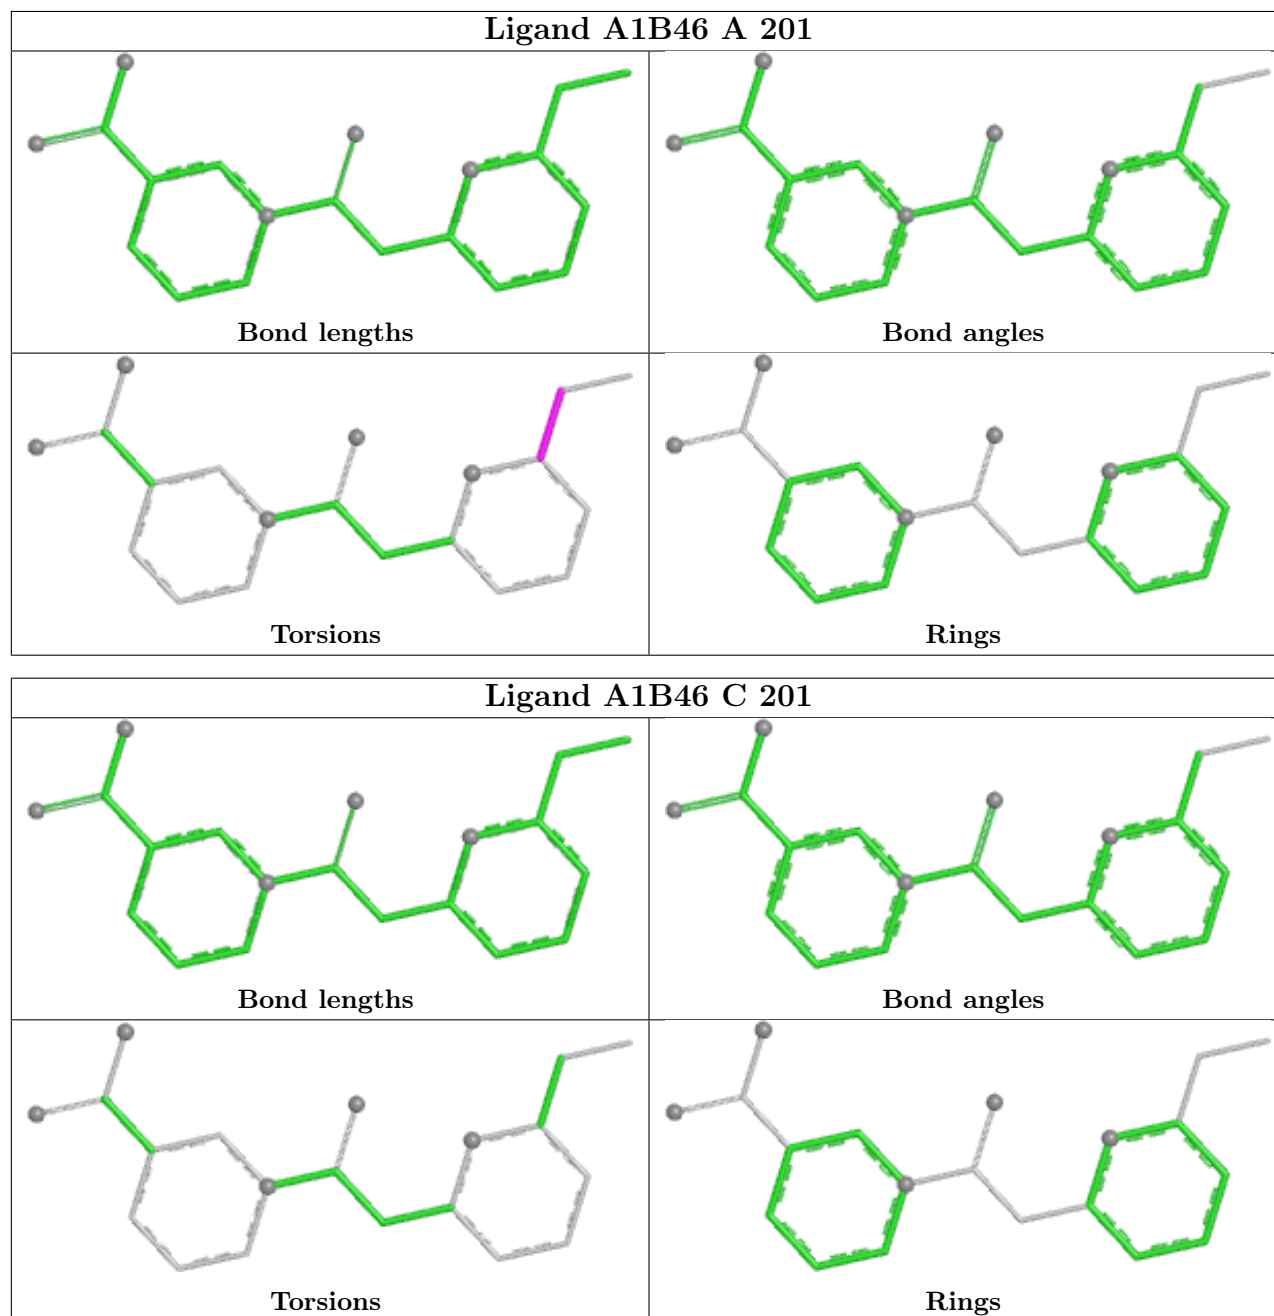 Ligand A1B46 A 201
Bond lengths
Bond angles
Torsions
Rings
Ligand A1B46 C 201
Bond lengths
Bond angles
Torsions
Rings